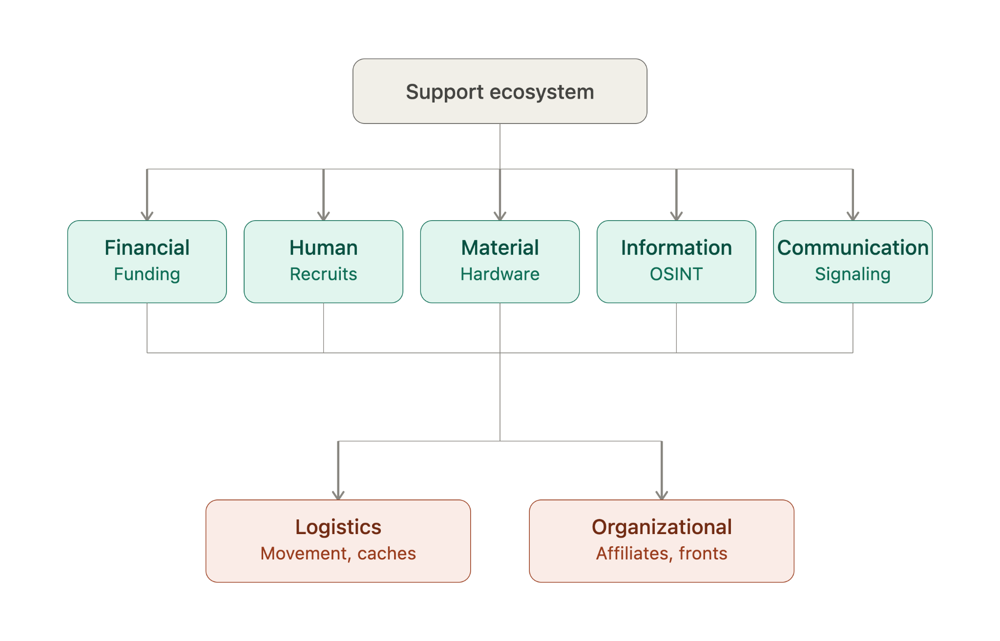 Support ecosystem
Financial
Funding
Human
Recruits
Material
Hardware
Information
OSINT
Communication
Signaling
Logistics
Movement, caches
Organizational
Affiliates, fronts